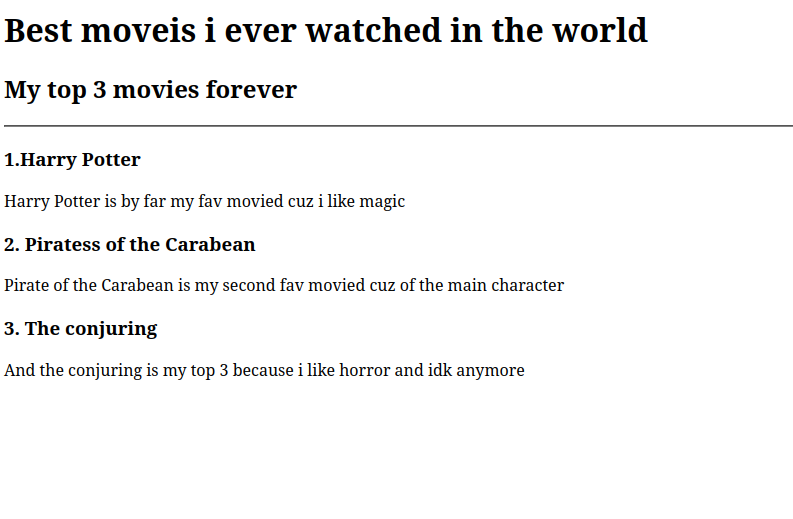 Best moveis i ever watched in the world
My top 3 movies forever
1.Harry Potter
Harry Potter is by far my fav movied cuz i like magic
2. Piratess of the Carabean
Pirate of the Carabean is my second fav movied cuz of the main character
3. The conjuring
And the conjuring is my top 3 because i like horror and idk anymore